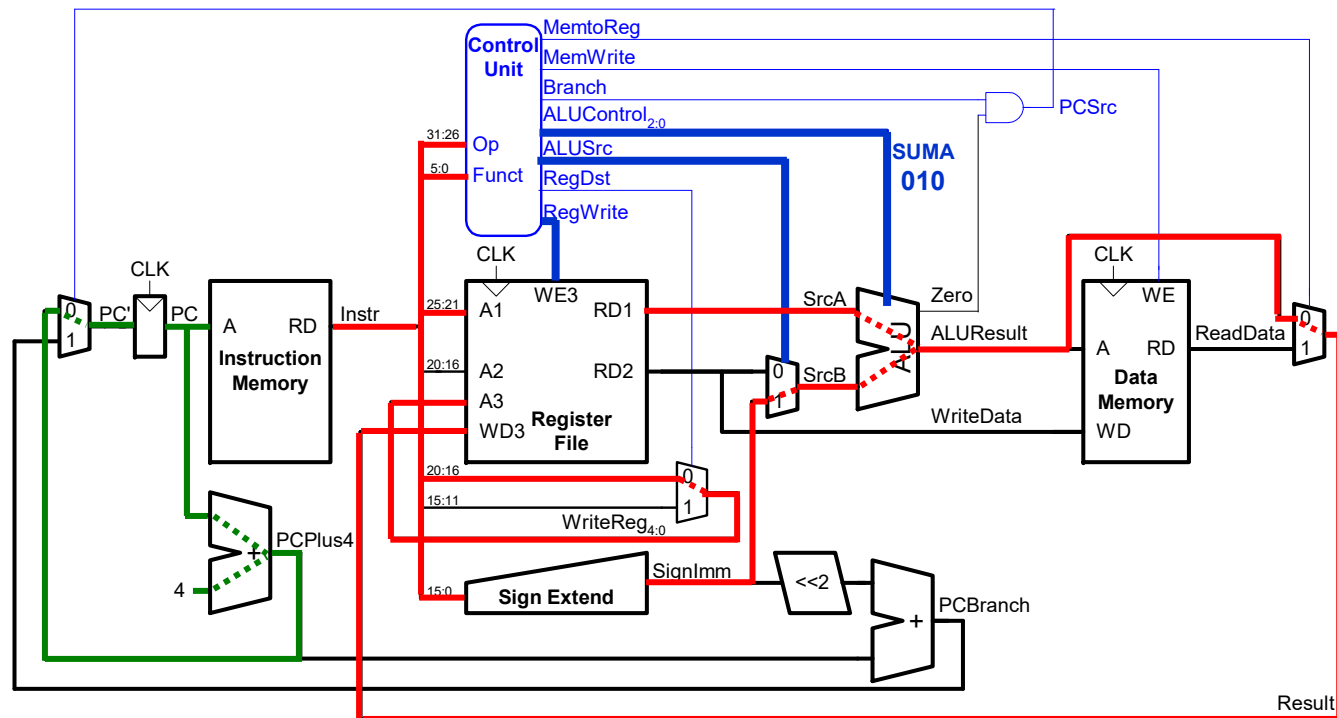 MemtoReg
Control
Unit
MemWrite
Branch
ALUControl2:0
PCSrc
31:26
Op
ALUSrc
SUMA
010
5:0
Funct
RegDst
RegWrite
CLK
CLK
CLK
WE3
WE
0
1
PC'
PC
A
RD
Instruction
Memory
Instr
25:21
A1
RD1
SrcA
ALU
Zero
ALUResult
0
1
ReadData
20:16
A2
RD2
0
1
SrcB
A
RD
Data
Memory
A3
WD3
Register
File
WriteData
WD
20:16
0
15:11
1
WriteReg4:0
PCPlus4
+
4
SignImm
15:0
Sign Extend
<<2
+
PCBranch
Result